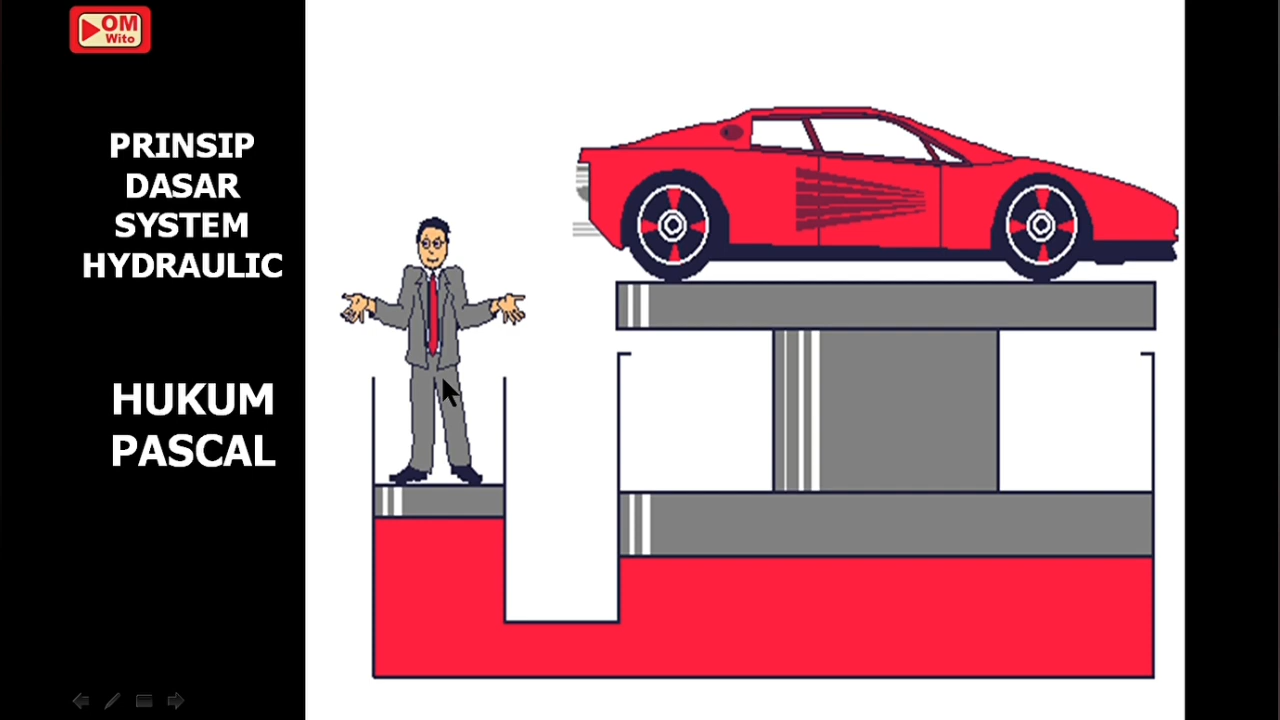 OM
Wito
PRINSIP
DASAR
SYSTEM
HYDRAULIC
HUKUM
PASCAL